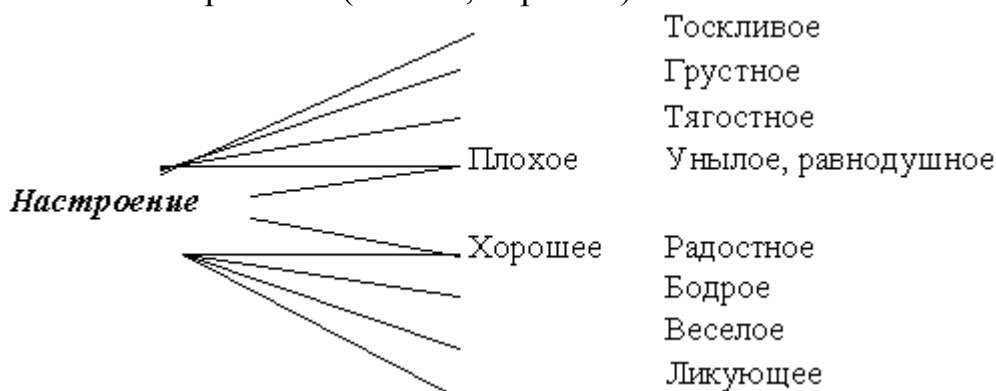 Тоскливое
Грустное
Тягостное
Плохое Унылое, равнодушное
Настроение
Хорошее Радостное
Бодрое
Веселое
Ликующее